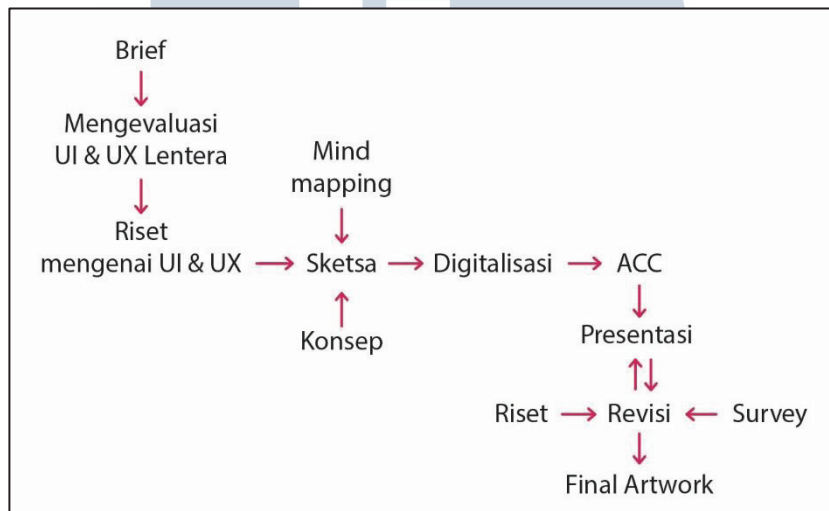 Brief
Mengevaluasi
UI & UX Lentera
Mind
mapping
Riset
mengenai UI & UX
Sketsa
Digitalisasi
ACC
Konsep
Presentasi
Riset
Revisi
Survey
Final Artwork